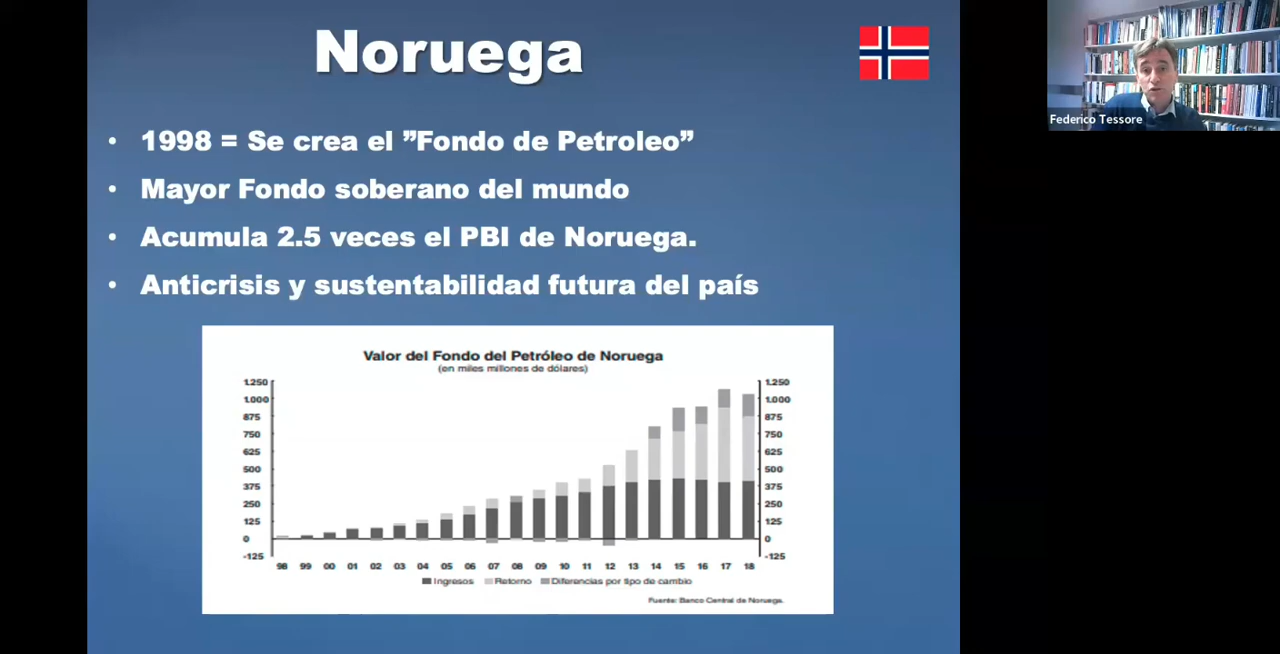 Noruega
Federico Tessore
• 1998 = Se crea el ”Fondo de Petroleo”
• Mayor Fondo soberano del mundo
• Acumula 2.5 veces el PBI de Noruega.
• Anticrisis y sustentabilidad futura del país
Valor del Fondo del Petróleo de Noruega
(en miles millones de dólares)
1.250 1.250
1.000 1.000
875 875
750 750
625 625
500 500
375 375
250 250
125 125
0 0
-125 -125
98 99 00 01 02 03 04 05 06 07 08 09 10 11 12 13 14 15 16 17 18
Ingresos Retorno Diferencias por tipo de cambio
Fuente: Banco Central de Noruega.